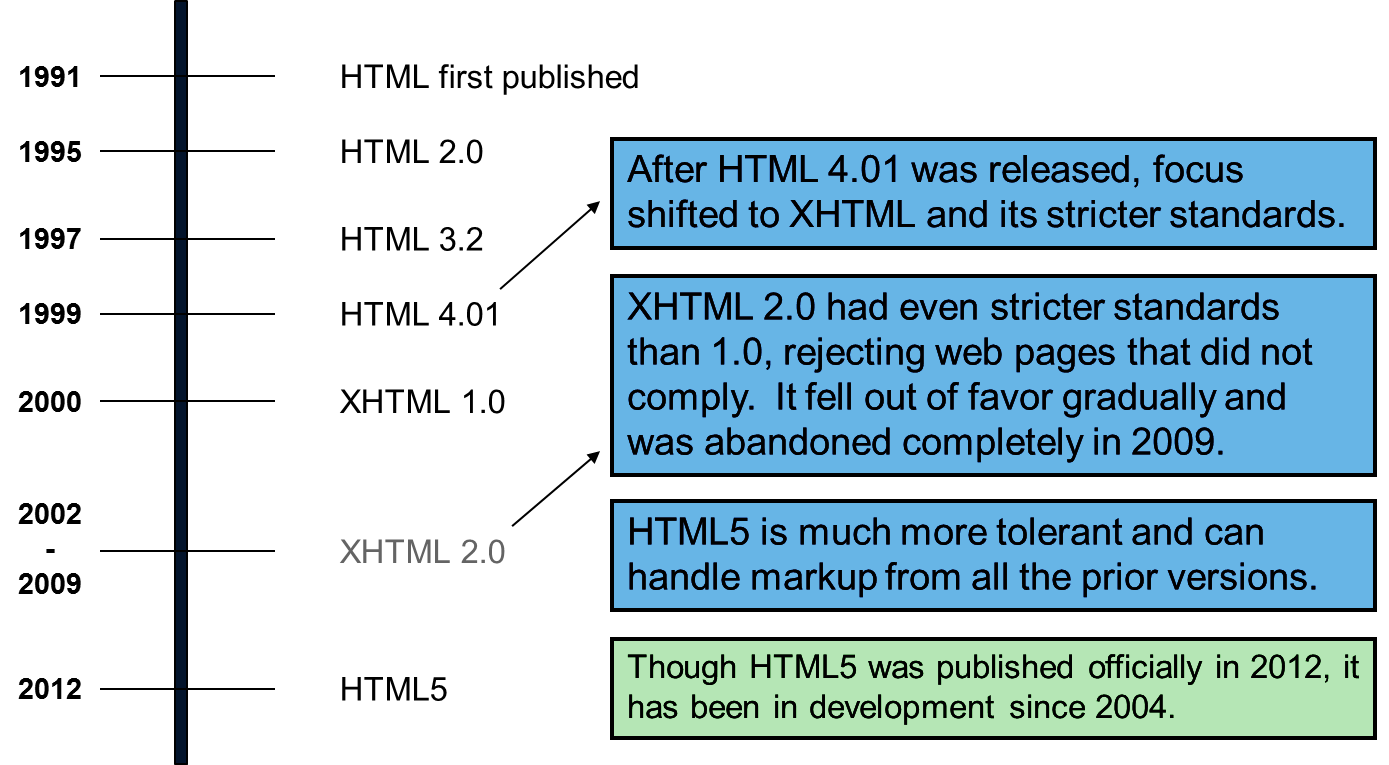 1991 HTML first published
1995 HTML 2.0
1997 HTML 3.2
1999 HTML 4.01
2000 XHTML 1.0
2002
-
2009
XHTML 2.0
2012 HTML5
After HTML 4.01 was released, focus
shifted to XHTML and its stricter standards.
XHTML 2.0 had even stricter standards
than 1.0, rejecting web pages that did not
comply.  It fell out of favor gradually and
was abandoned completely in 2009.
HTML5 is much more tolerant and can
handle markup from all the prior versions.
Though HTML5 was published officially in 2012, it
has been in development since 2004.